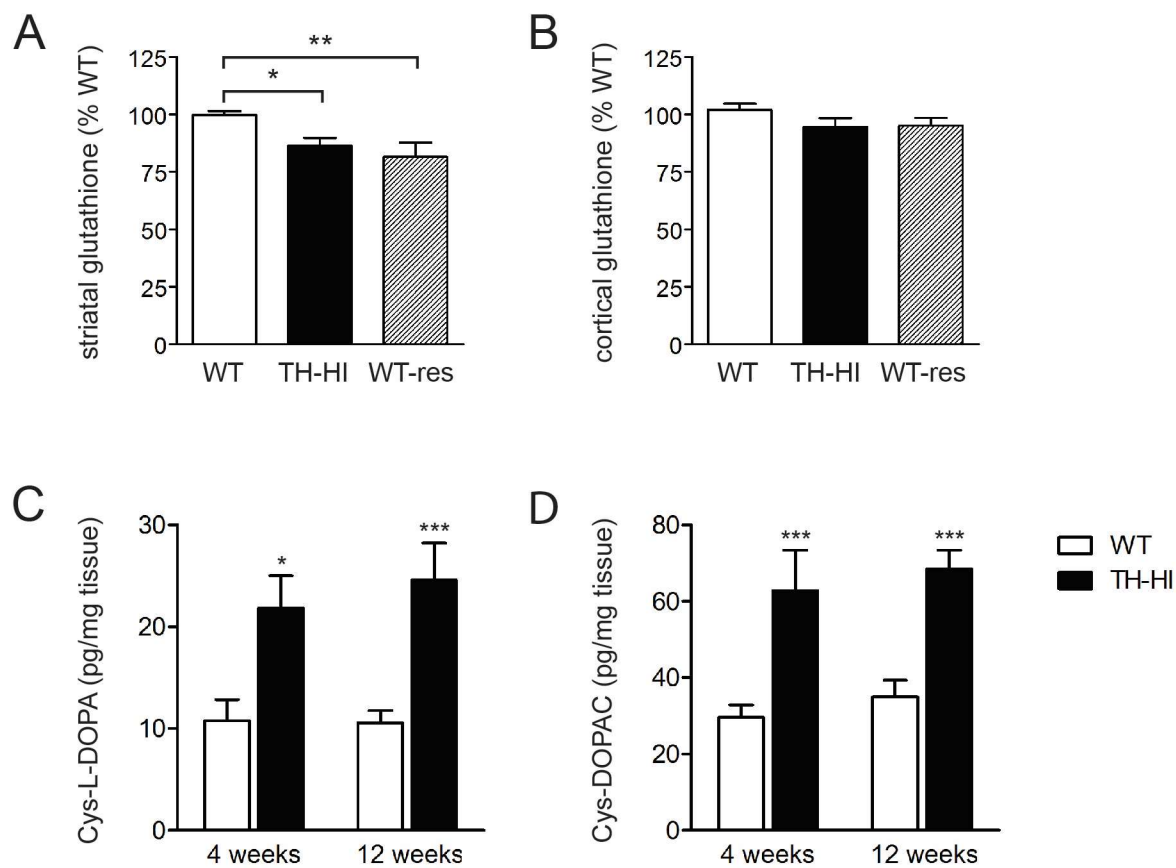 A
striatal glutathione (% WT)
125
100
75
50
25
0
**
*
WT TH-HI WT-res
B
cortical glutathione (% WT)
125
100
75
50
25
0
WT TH-HI WT-res
C
Cys-L-DOPA (pg/mg tissue)
30
20
10
0
*
***
4 weeks 12 weeks
D
Cys-DOPAC (pg/mg tissue)
80
60
40
20
0
***
***
4 weeks 12 weeks
WT
TH-HI